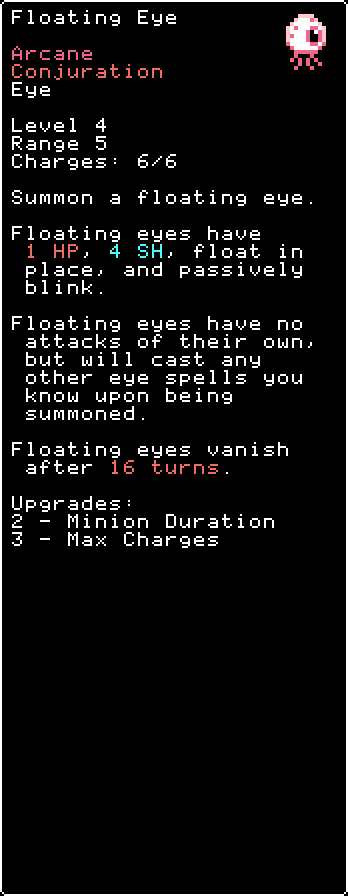 Floating Eye
Arcane
Conjuration
Eye
Level 4
Range 5
Charges: 6/6
Summon a floating eye.
Floating eyes have
1 HP, 4 SH, float in
place, and passively
blink.
Floating eyes have no
attacks of their own,
but will cast any
other eye spells you
know upon being
summoned.
Floating eyes vanish
after 16 turns.
Upgrades:
2 - Minion Duration
3 - Max Charges